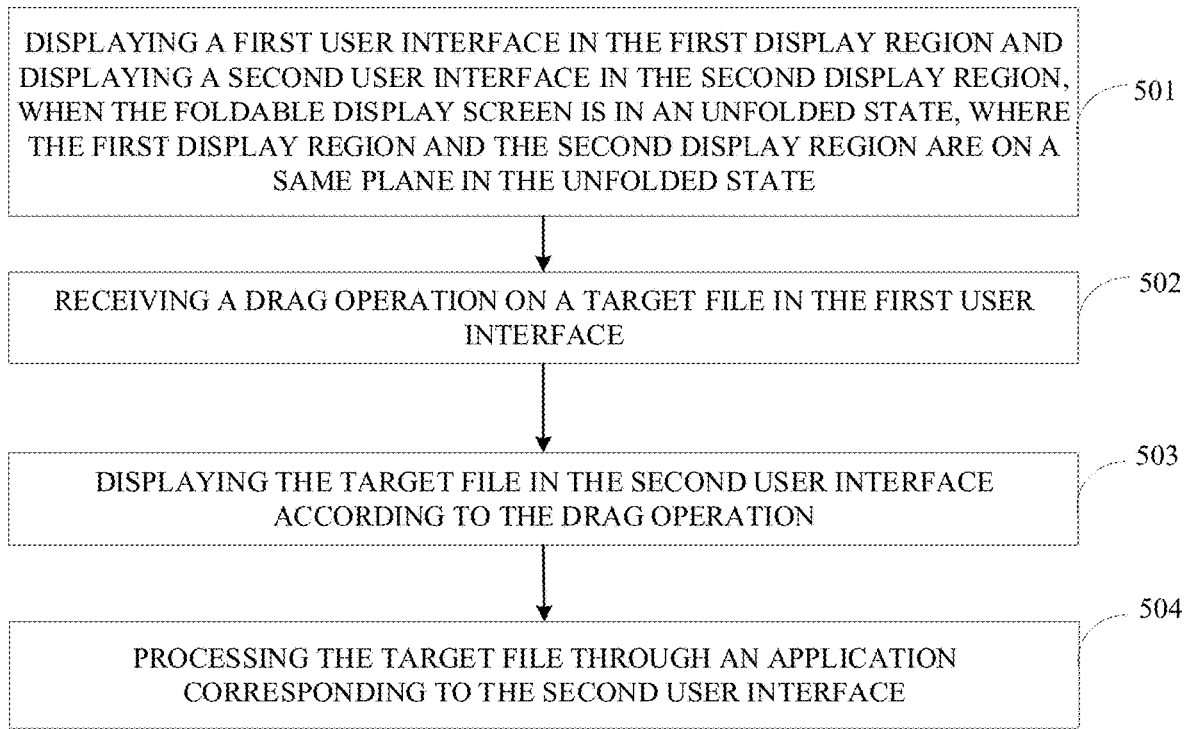 DISPLAYING A FIRST USER INTERFACE IN THE FIRST DISPLAY REGION AND
DISPLAYING A SECOND USER INTERFACE IN THE SECOND DISPLAY REGION,
WHEN THE FOLDABLE DISPLAY SCREEN IS IN AN UNFOLDED STATE, WHERE
THE FIRST DISPLAY REGION AND THE SECOND DISPLAY REGION ARE ON A
SAME PLANE IN THE UNFOLDED STATE
501
RECEIVING A DRAG OPERATION ON A TARGET FILE IN THE FIRST USER
INTERFACE
502
DISPLAYING THE TARGET FILE IN THE SECOND USER INTERFACE
ACCORDING TO THE DRAG OPERATION
503
PROCESSING THE TARGET FILE THROUGH AN APPLICATION
CORRESPONDING TO THE SECOND USER INTERFACE
504